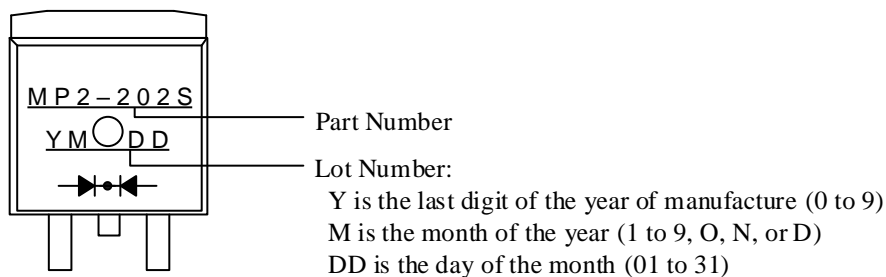 MP2–202S
YM DD
Part Number
Lot Number:
Y is the last digit of the year of manufacture (0 to 9)
M is the month of the year (1 to 9, O, N, or D)
DD is the day of the month (01 to 31)